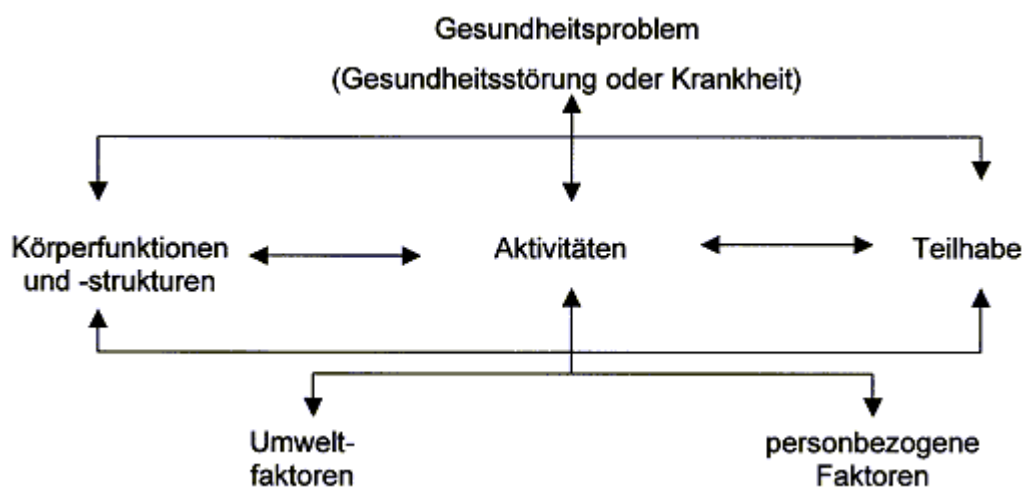 Gesundheitsproblem
(Gesundheitsstörung oder Krankheit)
Körperfunktionen
und -strukturen
Aktivitäten
Teilhabe
Umwelt-
faktoren
personbezogene
Faktoren